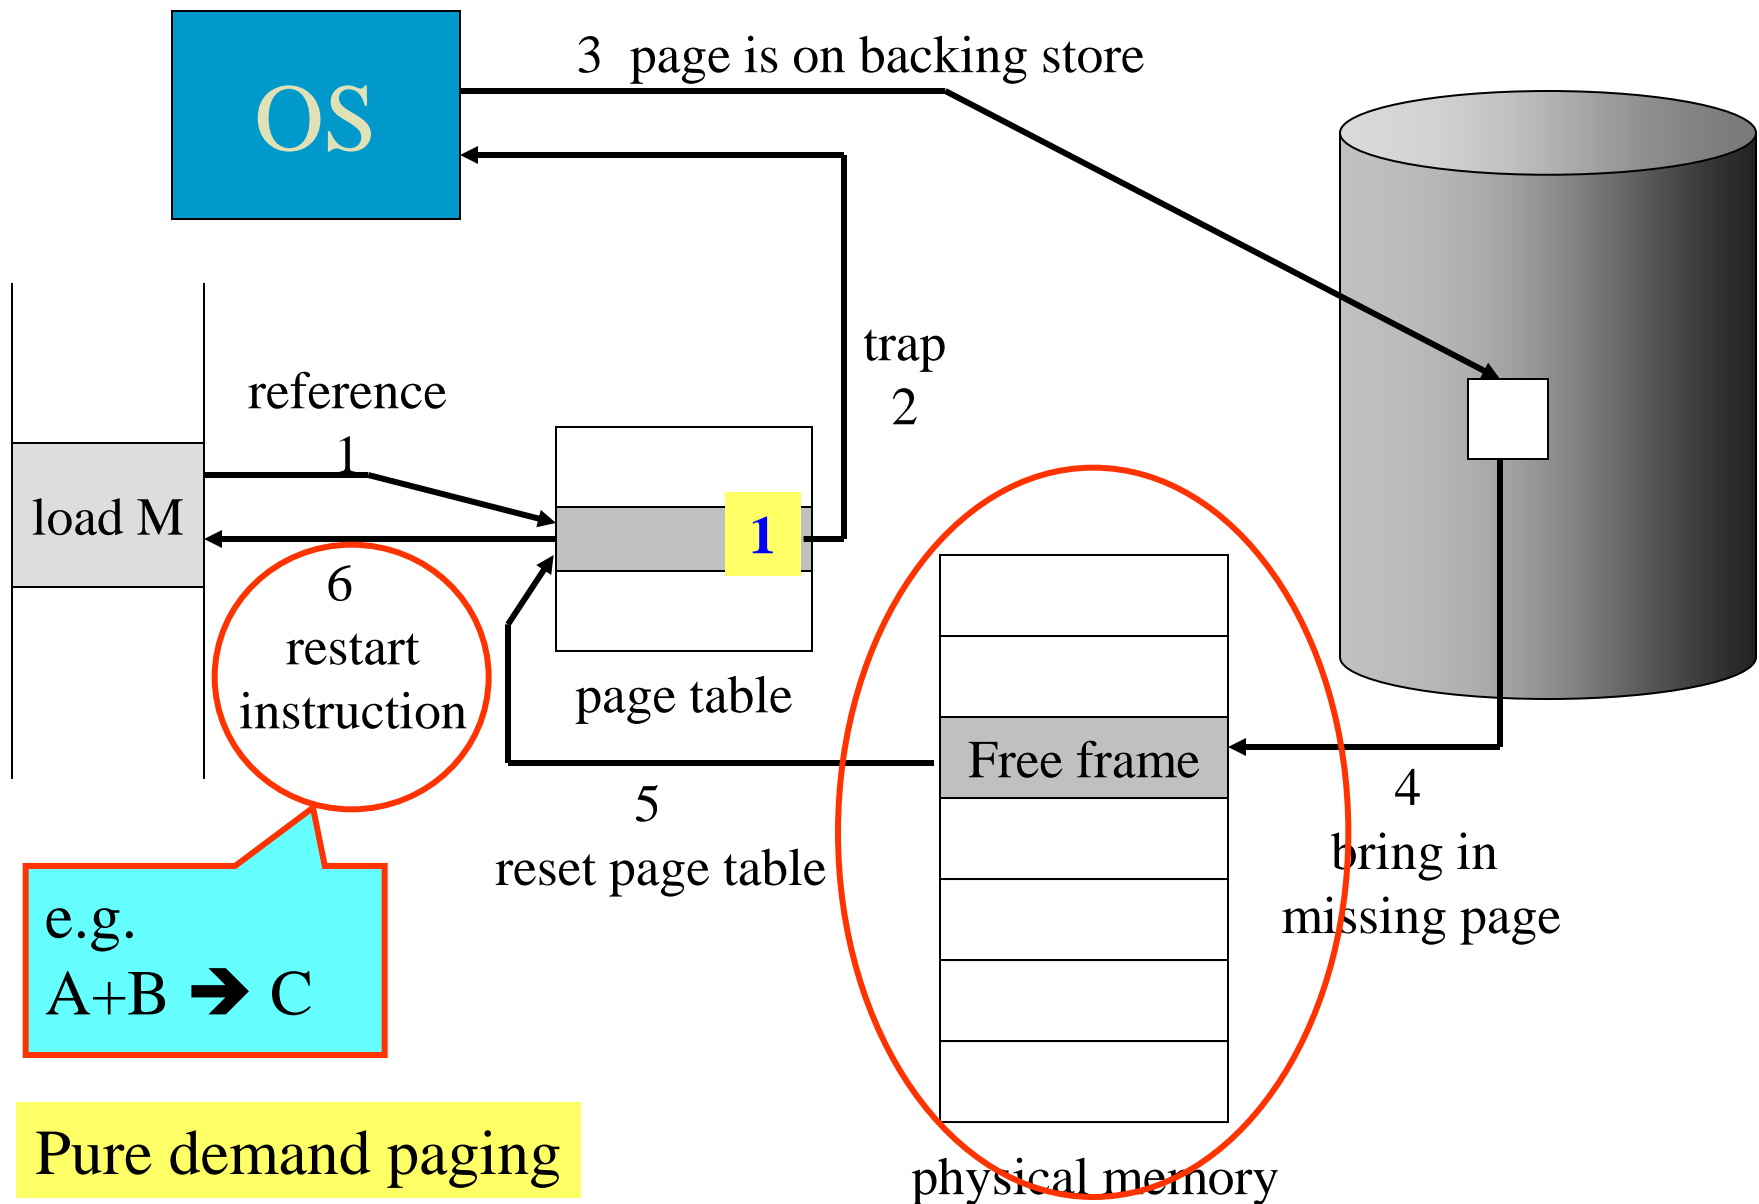 OS
3 page is on backing store
trap
2
reference
1
load M
1
6
restart
instruction
page table
Free frame
5
reset page table
4
bring in
missing page
e.g.
A+B ➔ C
Pure demand paging
physical memory